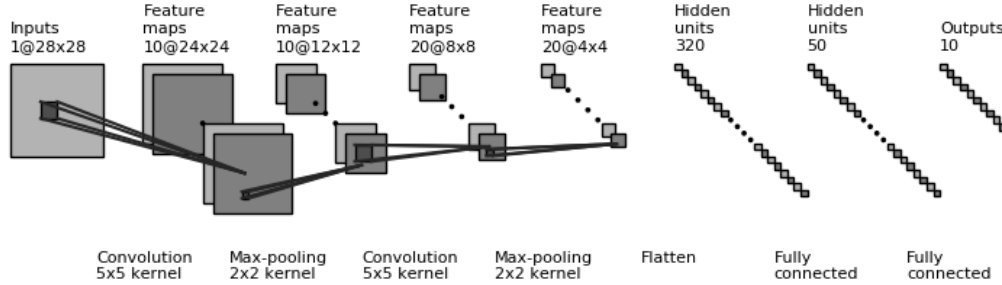 Inputs
1@28x28
Feature
maps
10@24x24
Feature
maps
10@12x12
Feature
maps
20@8x8
Feature
maps
20@4x4
Hidden
units
320
Hidden
units
50
Outputs
10
Convolution
5x5 kernel
Max-pooling
2x2 kernel
Convolution
5x5 kernel
Max-pooling
2x2 kernel
Flatten
Fully
connected
Fully
connected